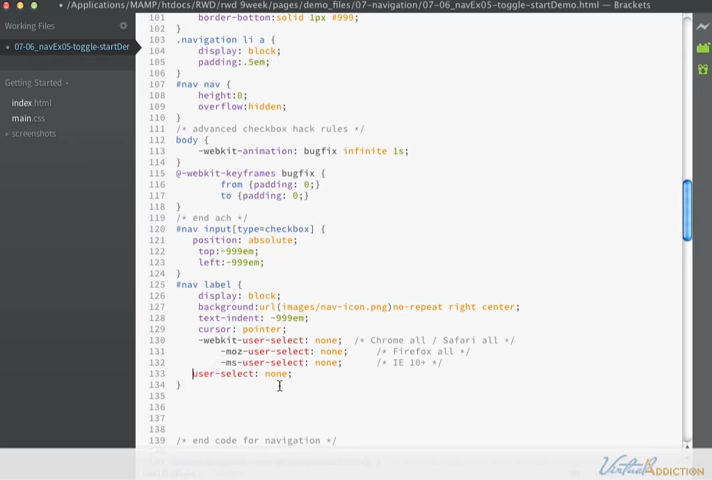 /Applications/MAMP/htdocs/RWD/rwd 9week/pages/demo_files/07-navigation/07-06_navEx05-toggle-startDemo.html — Brackets
Working Files
07-06_navEx05-toggle-startDer
Getting Started
index.html
main.css
screenshots
101 border-bottom:solid 1px #999;
102 }
103 .navigation li a {
104 display: block;
105 padding:.5em;
106 }
107 #nav nav {
108 height:0;
109 overflow:hidden;
110 }
111 /* advanced checkbox hack rules */
112 body {
113 -webkit-animation: bugfix infinite 1s;
114 }
115 @-webkit-keyframes bugfix {
116 from {padding: 0;}
117 to {padding: 0;}
118 }
119 /* end ach */
120 #nav input[type=checkbox] {
121 position: absolute;
122 top:-999em;
123 left:-999em;
124 }
125 #nav label {
126 display: block;
127 background:url(images/nav-icon.png)no-repeat right center;
128 text-indent: -999em;
129 cursor: pointer;
130 -webkit-user-select: none; /* Chrome all / Safari all */
131 -moz-user-select: none; /* Firefox all */
132 -ms-user-select: none; /* IE 10+ */
133 user-select: none;
134 }
135
136
137
138
139 /* end code for navigation */
VirtualADDICTION